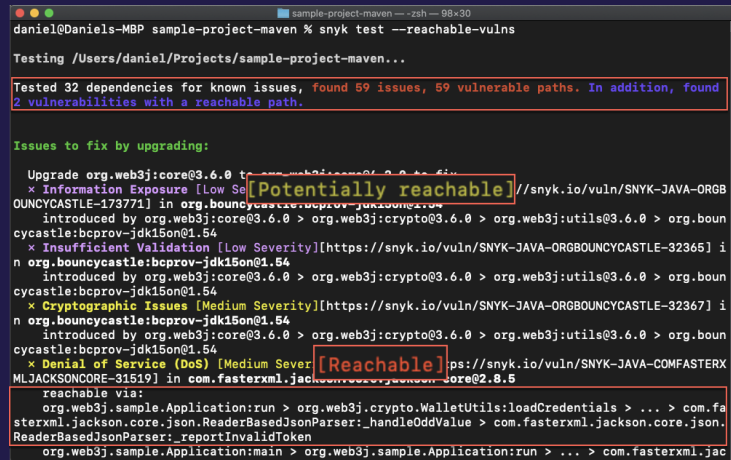 sample-project-maven — -zsh — 98×30
daniel@Daniels-MBP sample-project-maven % snyk test --reachable-vulns
Testing /Users/daniel/Projects/sample-project-maven...
Tested 32 dependencies for known issues, found 59 issues, 59 vulnerable paths. In addition, found
2 vulnerabilities with a reachable path.
Issues to fix by upgrading:
Upgrade org.web3j:core@3.6.0 to org.web3j:core@4.2.0 to fix
× Information Exposure [Low Se [Potentially reachable] //snyk.io/vuln/SNYK-JAVA-ORGB
OUNCYCASTLE-173771] in org.bouncycastle:bcprov-jdk15on@1.54
introduced by org.web3j:core@3.6.0 > org.web3j:crypto@3.6.0 > org.web3j:utils@3.6.0 > org.boun
cycastle:bcprov-jdk15on@1.54
× Insufficient Validation [Low Severity][https://snyk.io/vuln/SNYK-JAVA-ORGBOUNCYCASTLE-32365] i
n org.bouncycastle:bcprov-jdk15on@1.54
introduced by org.web3j:core@3.6.0 > org.web3j:crypto@3.6.0 > org.web3j:utils@3.6.0 > org.boun
cycastle:bcprov-jdk15on@1.54
× Cryptographic Issues [Medium Severity][https://snyk.io/vuln/SNYK-JAVA-ORGBOUNCYCASTLE-32367] i
n org.bouncycastle:bcprov-jdk15on@1.54
introduced by org.web3j:core@3.6.0 > org.web3j:crypto@3.6.0 > org.web3j:utils@3.6.0 > org.boun
cycastle:bcprov-jdk15on@1.54
× Denial of Service (DoS) [Medium Sever [Reachable] tps://snyk.io/vuln/SNYK-JAVA-COMFASTERX
MLJACKSONCORE-31519] in com.fasterxml.jackson.core:jackson-core@2.8.5
reachable via:
org.web3j.sample.Application:run > org.web3j.crypto.WalletUtils:loadCredentials > ... > com.fa
sterxml.jackson.core.json.ReaderBasedJsonParser:_handleOddValue > com.fasterxml.jackson.core.json.
ReaderBasedJsonParser:_reportInvalidToken
org.web3j.sample.Application:main > org.web3j.sample.Application:run > ... > com.fasterxml.jac